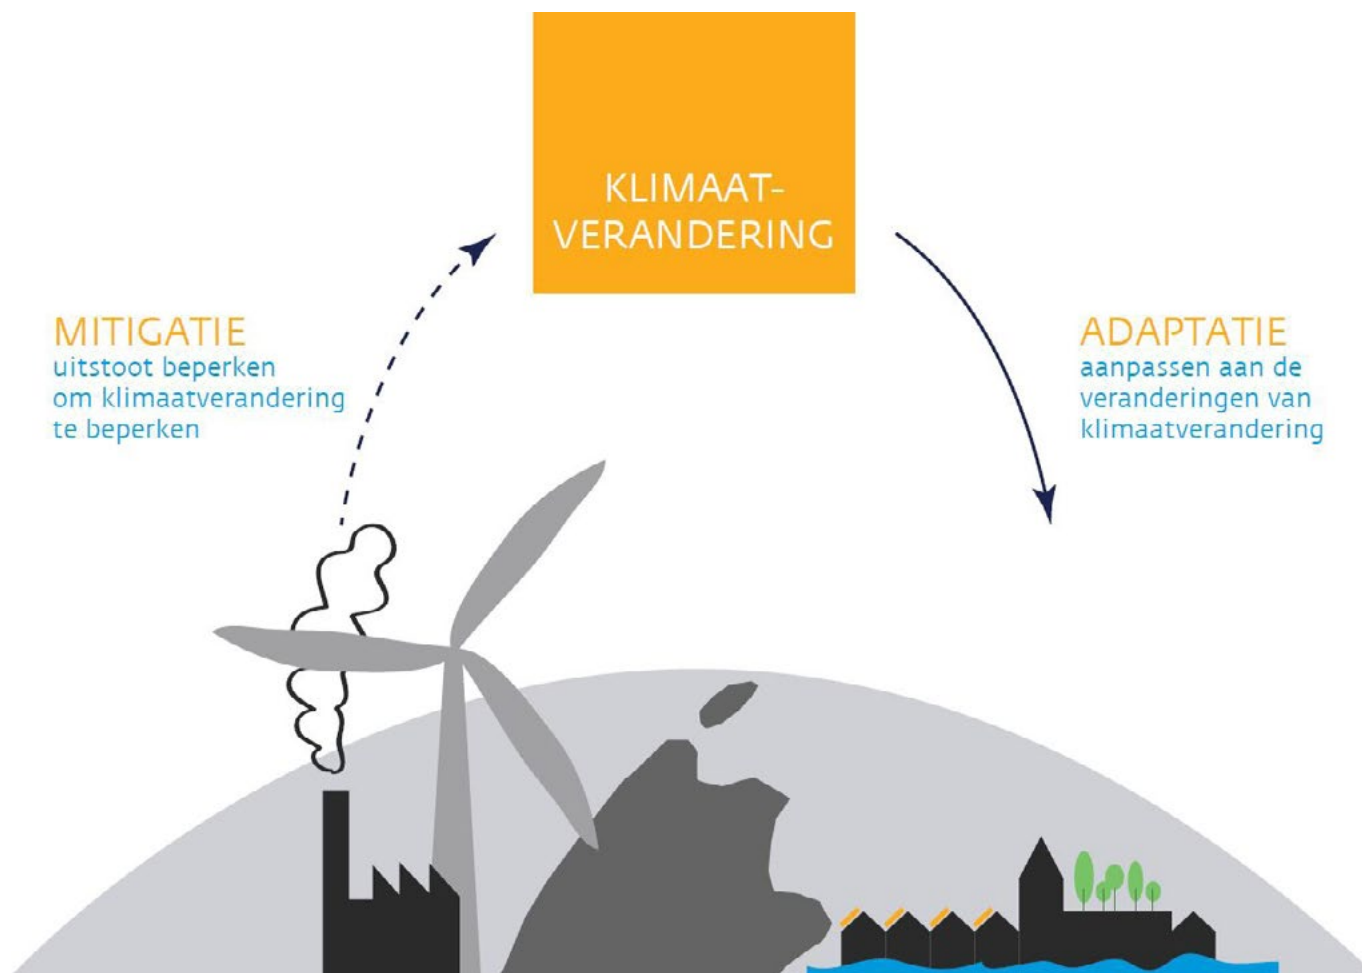 KLIMAAT-
VERANDERING
MITIGATIE
uitstoot beperken
om klimaatverandering
te beperken
ADAPTATIE
aanpassen aan de
veranderingen van
klimaatverandering